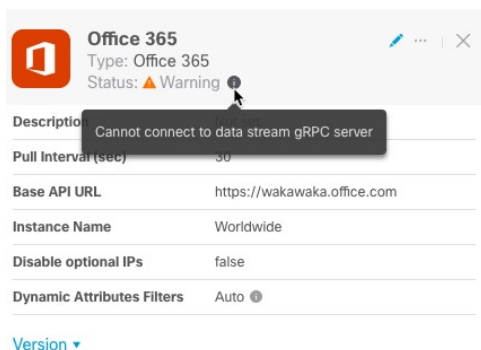 Office 365
Type: Office 365
Status: Warning
Cannot connect to data stream gRPC server
Description
Pull Interval (sec) 30
Base API URL https://wakawaka.office.com
Instance Name Worldwide
Disable optional IPs false
Dynamic Attributes Filters Auto
Version